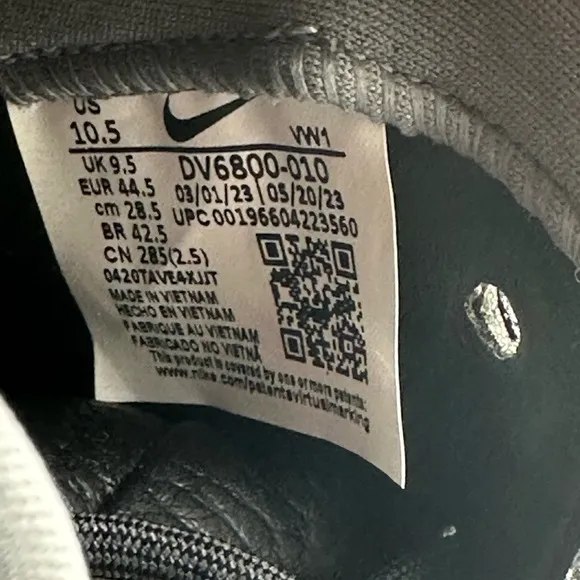 US
10.5
VW1
UK 9.5 DV6800-010
EUR 44.5 03/01/23 05/20/23
cm 28.5 UPC 00196604223560
BR 42.5
CN 285(2.5)
0420TAVE4XJJT
MADE IN VIETNAM
HECHO EN VIETNAM
FABRIQUE AU VIETNAM
FABRICADO NO VIETNÃ
This product is covered by one or more patents:
www.nike.com/patentsvirtualmarking